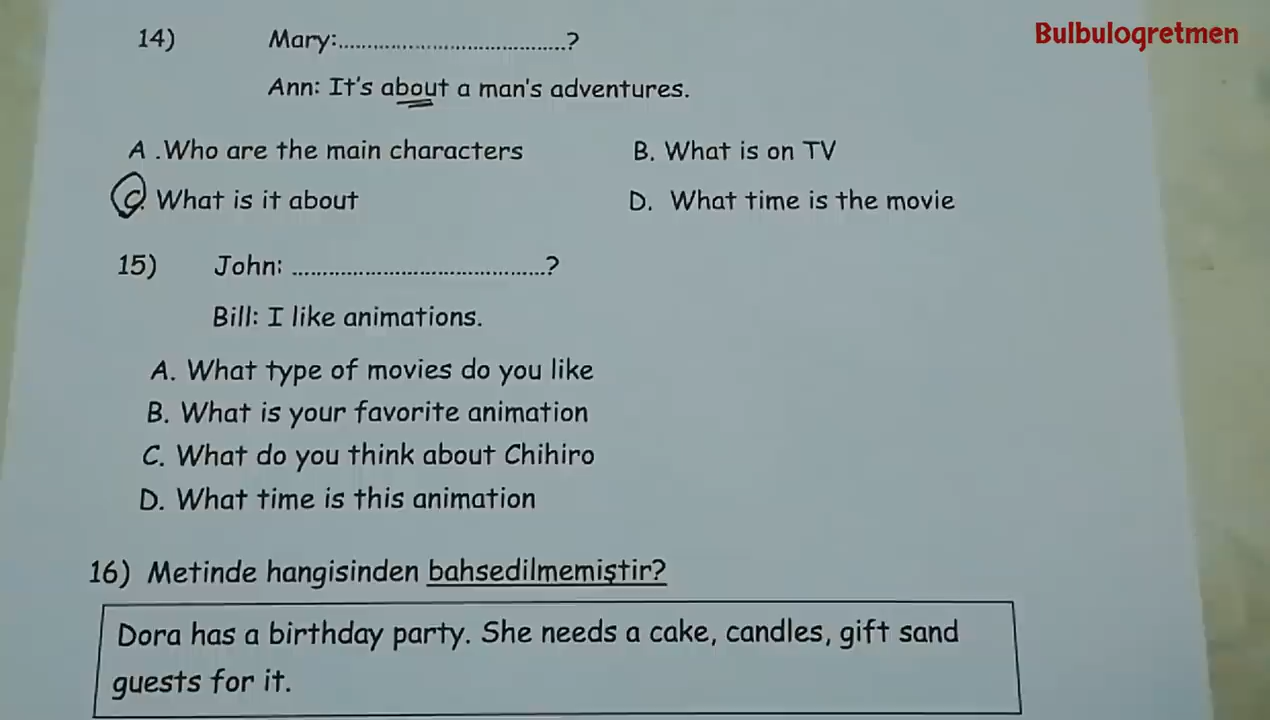 Bulbulogretmen
14) Mary:......................................?
Ann: It's about a man's adventures.
A .Who are the main characters B. What is on TV
C. What is it about D. What time is the movie
15) John: ..........................................?
Bill: I like animations.
A. What type of movies do you like
B. What is your favorite animation
C. What do you think about Chihiro
D. What time is this animation
16) Metinde hangisinden bahsedilmemiştir?
Dora has a birthday party. She needs a cake, candles, gift sand
guests for it.